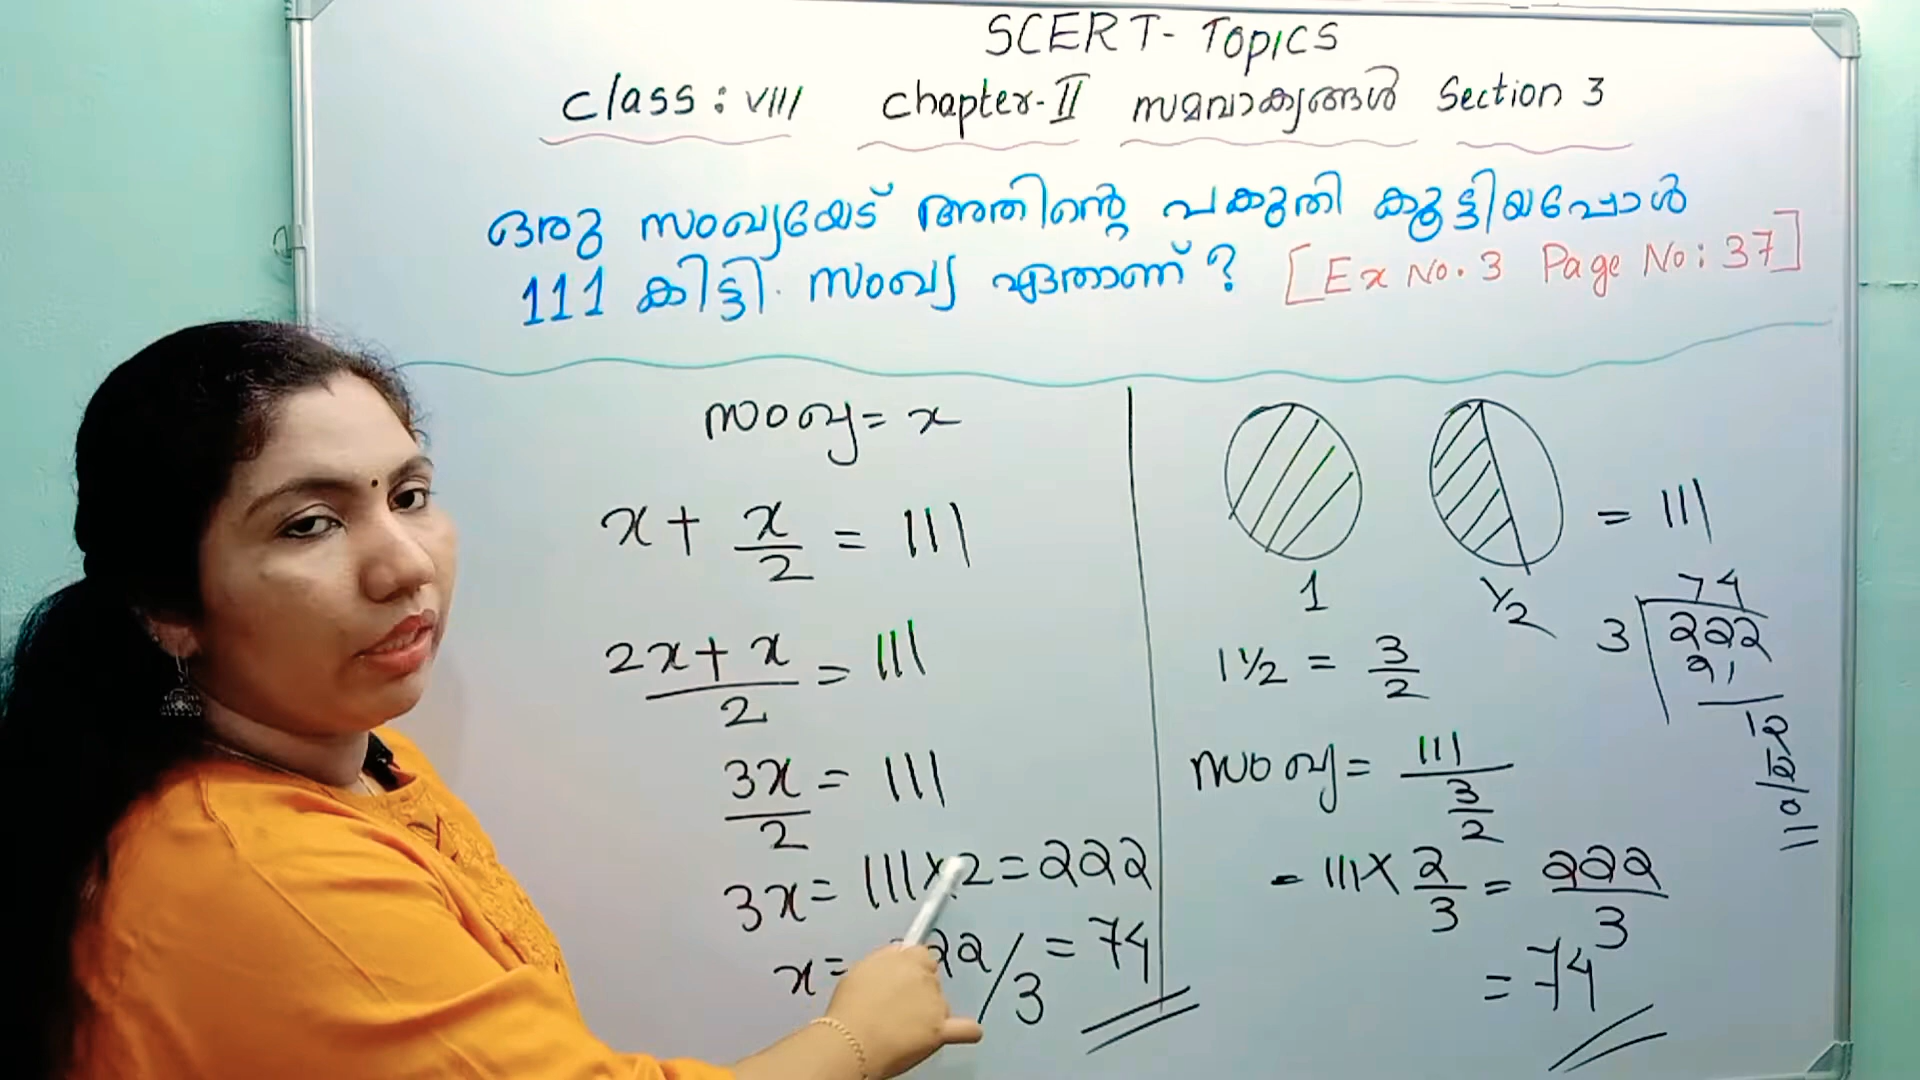 SCERT- Topics
Class: VIII Chapter-II സമവാക്യങ്ങൾ Section 3
ഒരു സംഖ്യയോട് അതിന്റെ പകുതി കൂട്ടിയപ്പോൾ
111 കിട്ടി. സംഖ്യ ഏതാണ്? [Ex No. 3 Page No: 37]
സംഖ്യ = x
x + x/2 = 111
2x + x / 2 = 111
3x/2 = 111
3x = 111 x 2 = 222
x = 22/3 = 74
1 1/2 = 111
1 1/2 = 3/2
സംഖ്യ = 111 / 3/2
= 111 x 2/3 = 222/3
= 74
74
3 222
21
12
12
0